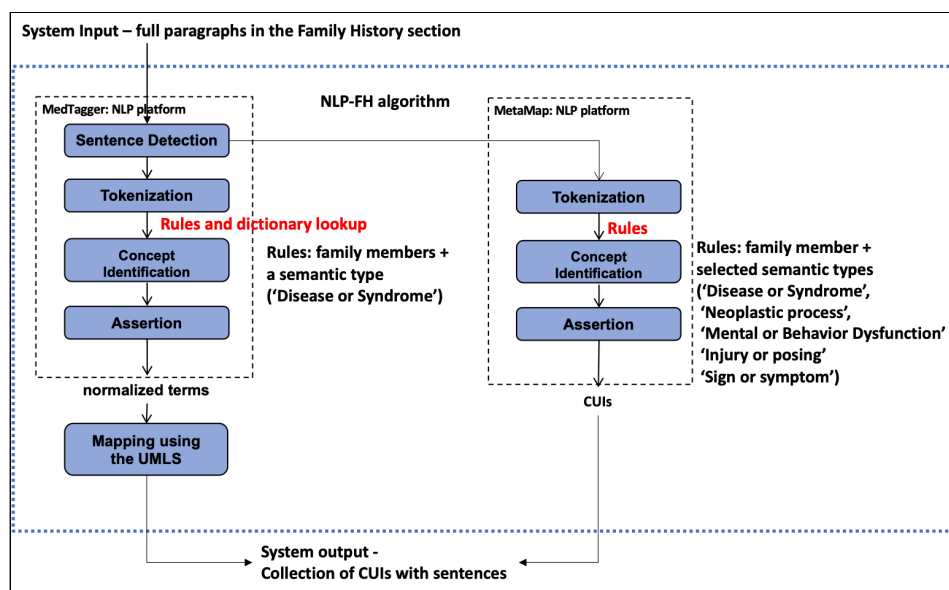 System Input – full paragraphs in the Family History section
NLP-FH algorithm
MedTagger: NLP platform
Sentence Detection
Tokenization
Rules and dictionary lookup
Concept
Identification
Rules: family members +
a semantic type
(‘Disease or Syndrome’)
Assertion
normalized terms
Mapping using
the UMLS
MetaMap: NLP platform
Tokenization
Rules
Concept
Identification
Rules: family member +
selected semantic types
(‘Disease or Syndrome’,
‘Neoplastic process’,
‘Mental or Behavior Dysfunction’
‘Injury or posing’
‘Sign or symptom’)
Assertion
CUIs
System output -
Collection of CUIs with sentences